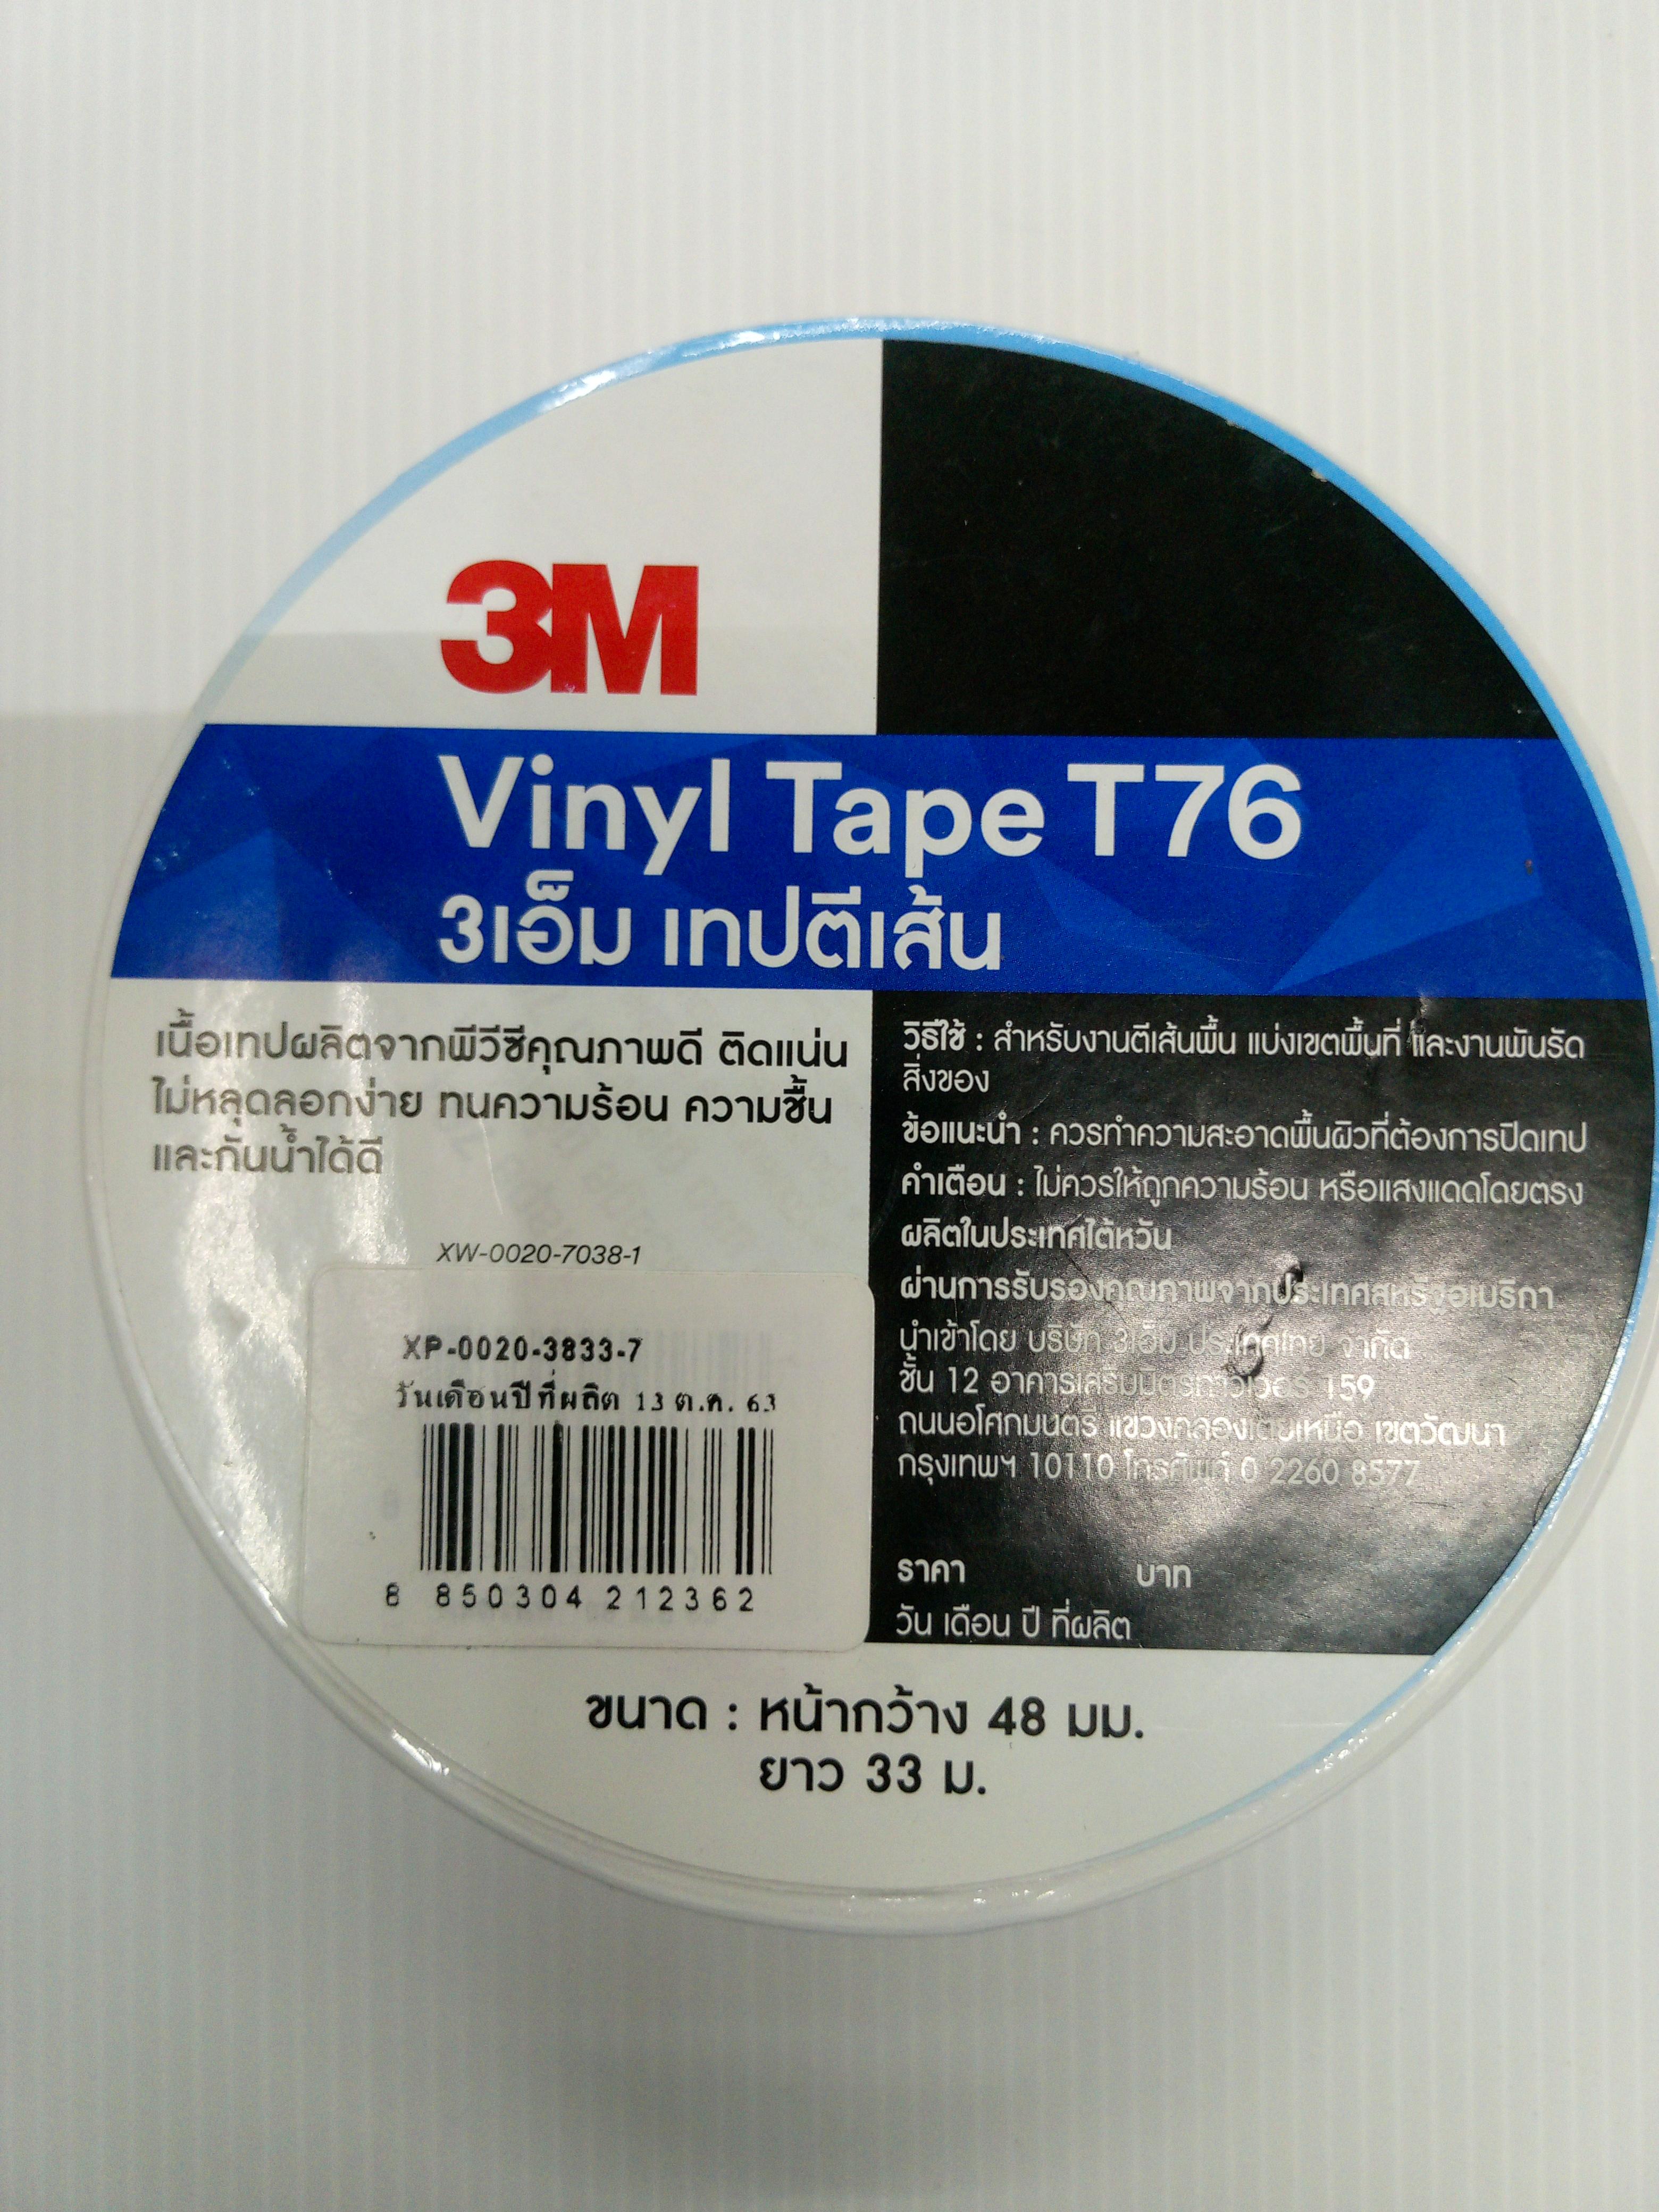 3M
Vinyl Tape T76
3เอ็ม เทปตีเส้น
เนื้อเทปผลิตจากพีวีซีคุณภาพดี ติดแน่น
ไม่หลุดลอกง่าย ทนความร้อน ความชื้น
และกันน้ำได้ดี
XW-0020-7038-1
XP-0020-3833-7
วันเดือนปีที่ผลิต 13 ต.ค. 63
8 850304 212362
วิธีใช้ : สำหรับงานตีเส้นพื้น แบ่งเขตพื้นที่ และงานพันรัด
สิ่งของ
ข้อแนะนำ : ควรทำความสะอาดพื้นผิวที่ต้องการปิดเทป
คำเตือน : ไม่ควรให้ถูกความร้อน หรือแสงแดดโดยตรง
ผลิตในประเทศไต้หวัน
ผ่านการรับรองคุณภาพจากประเทศสหรัฐอเมริกา
นำเข้าโดย บริษัท 3เอ็ม ประเทศไทย จำกัด
ชั้น 12 อาคารเสริมมิตรทาวเวอร์ 159
ถนนอโศกมนตรี แขวงคลองเตยเหนือ เขตวัฒนา
กรุงเทพฯ 10110 โทรศัพท์ 0 2260 8577
ราคา บาท
วัน เดือน ปี ที่ผลิต
ขนาด : หน้ากว้าง 48 มม.
ยาว 33 ม.